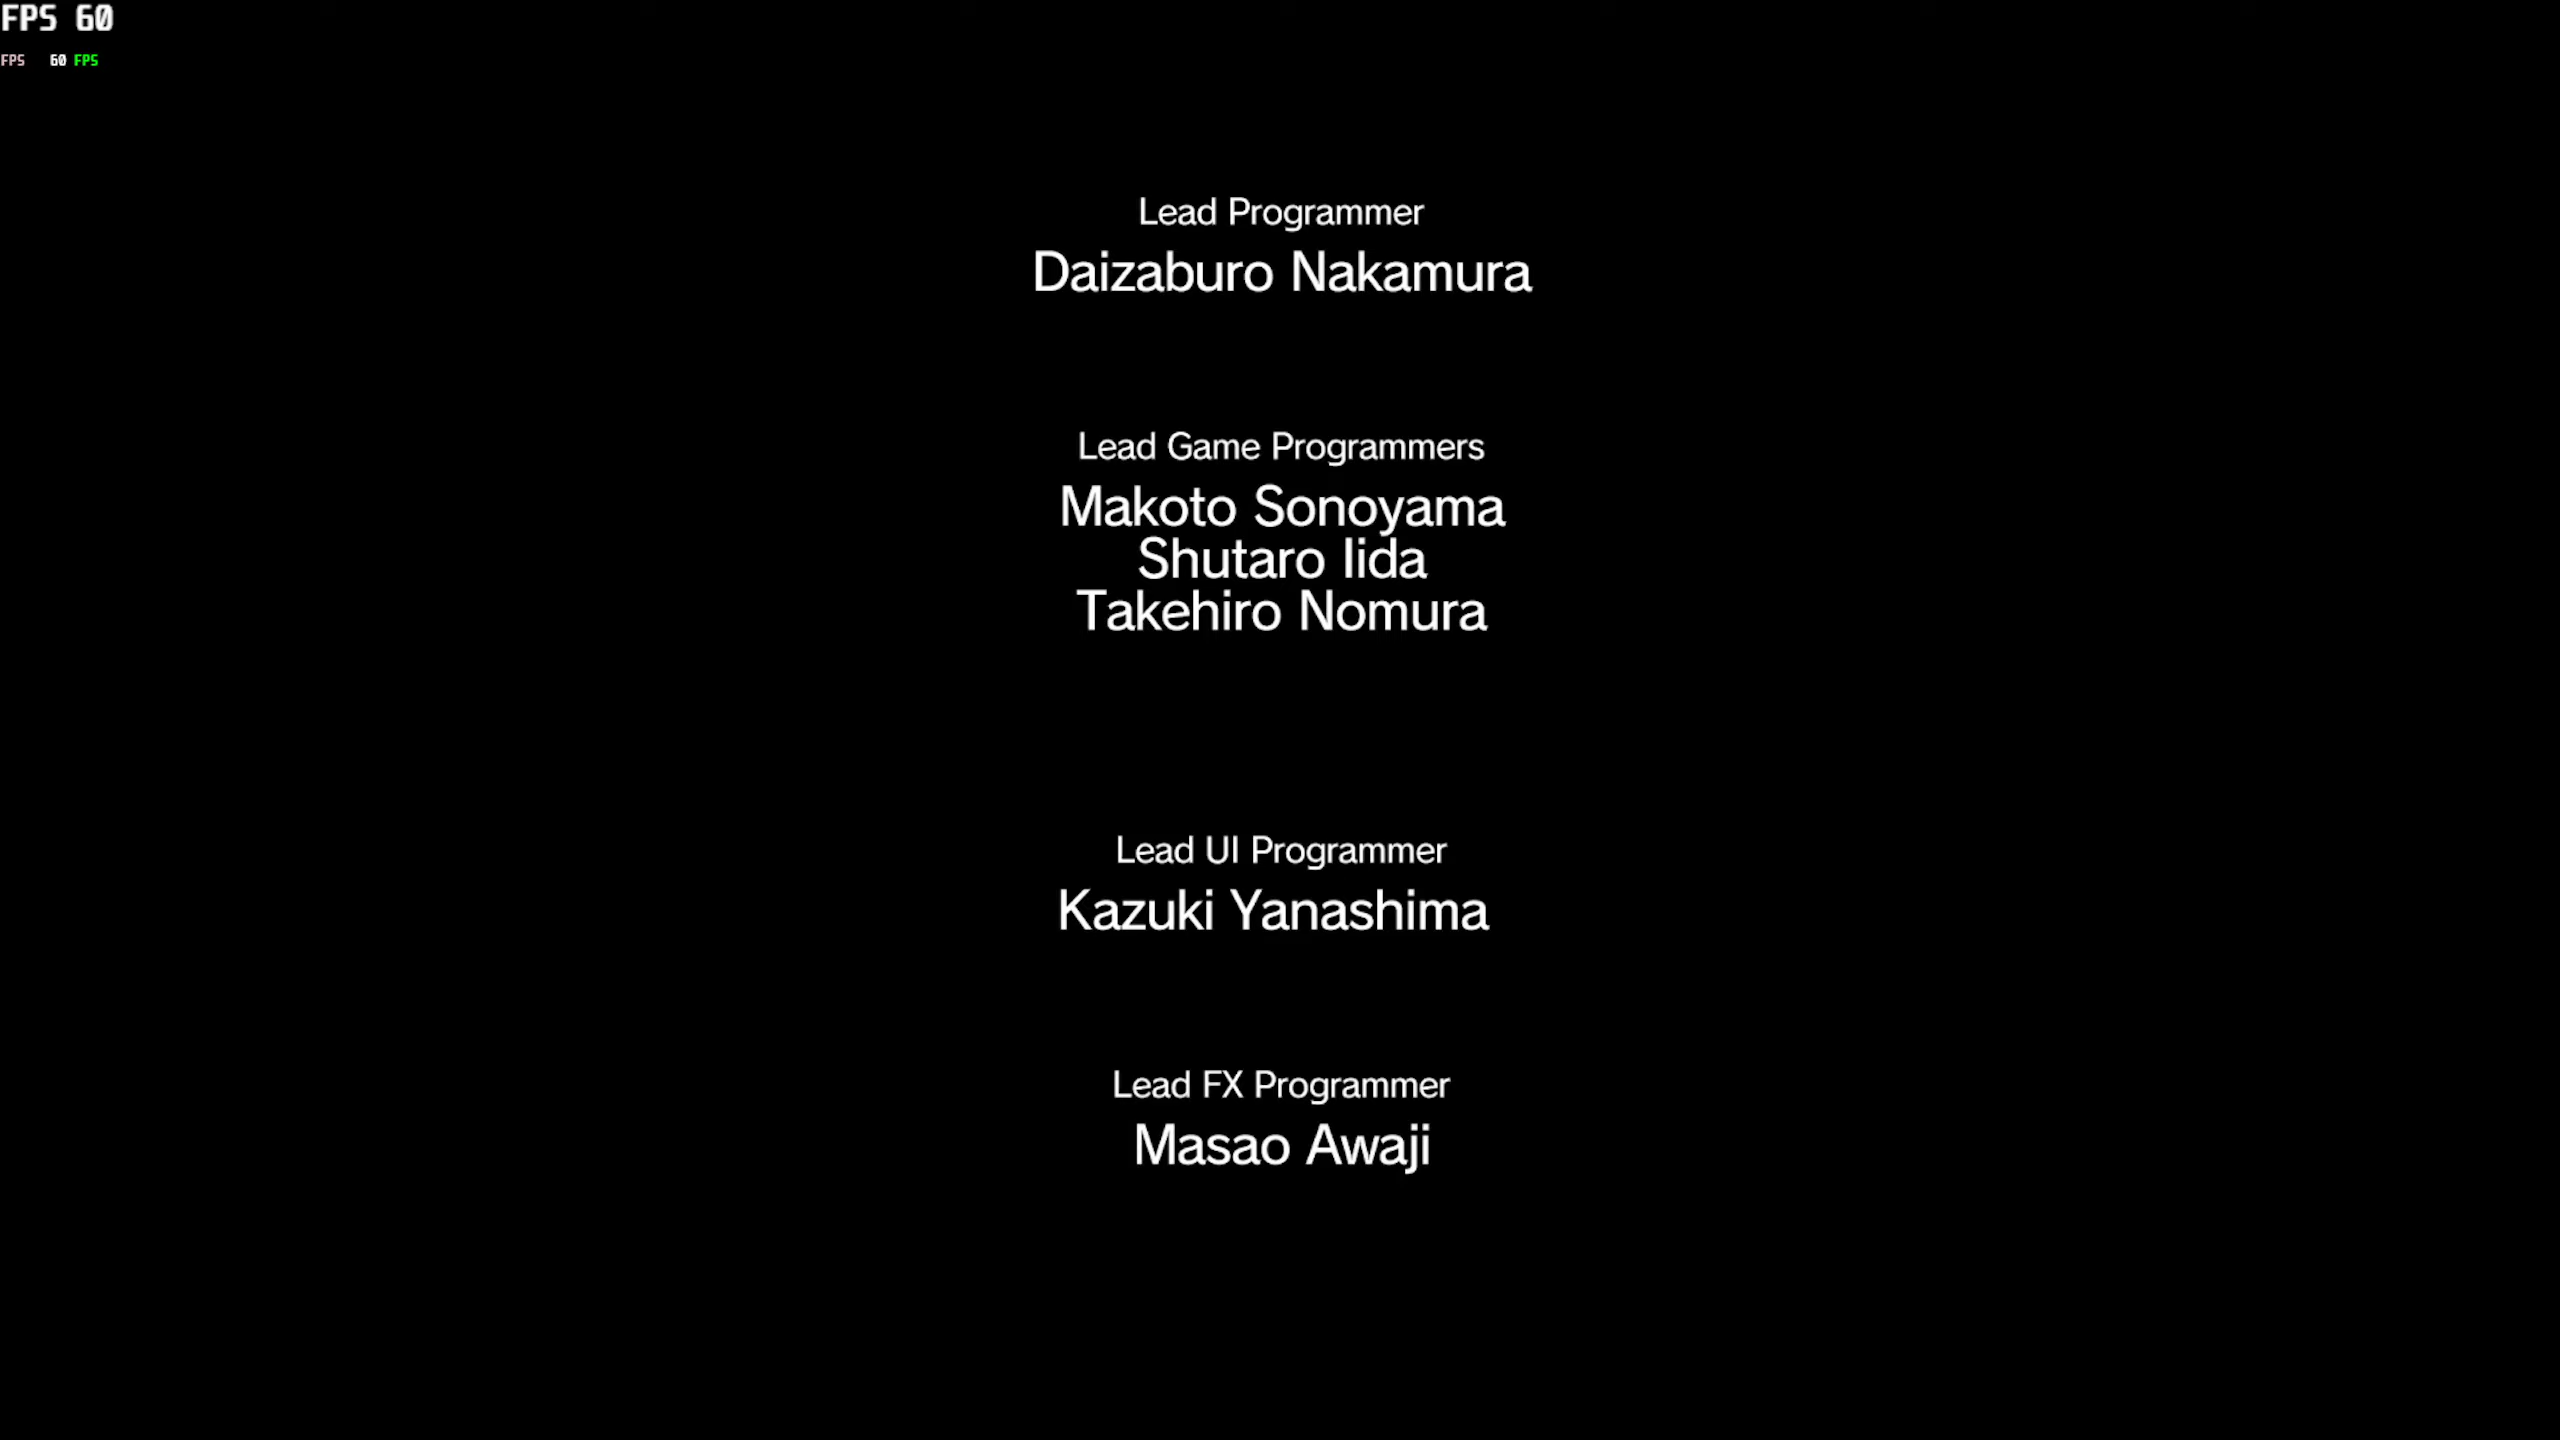 FPS 60
FPS 60 FPS
Lead Programmer
Daizaburo Nakamura
Lead Game Programmers
Makoto Sonoyama
Shutaro Iida
Takehiro Nomura
Lead UI Programmer
Kazuki Yanashima
Lead FX Programmer
Masao Awaji